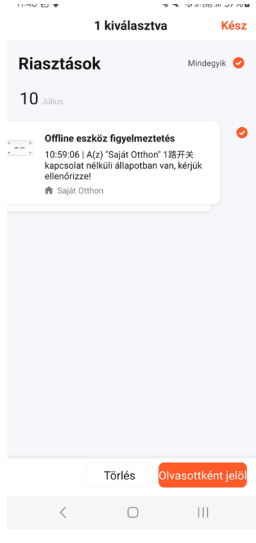 1 kiválasztva
Kész
Riasztások
Mindegyik
10 Július
Offline eszköz figyelmeztetés
10:59:06 | A(z) "Saját Otthon" 1路开关
kapcsolat nélküli állapotban van, kérjük
ellenőrizze!
Saját Otthon
Törlés
Olvasottként jelöl